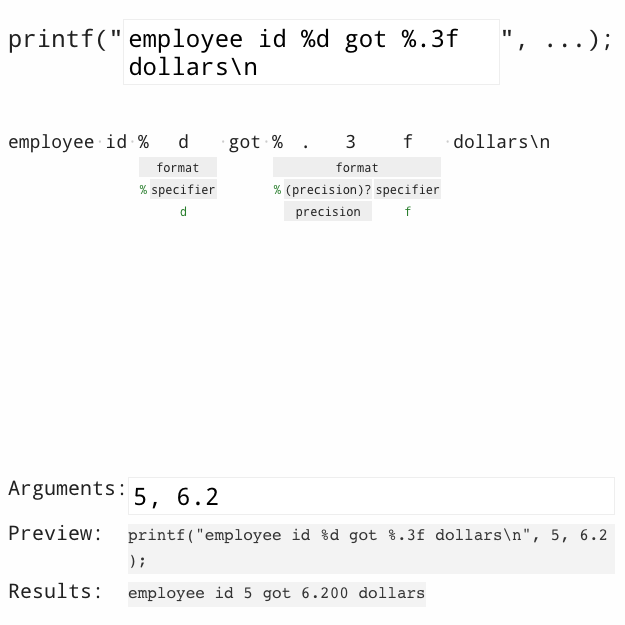 printf("employee id %d got %.3f ", ...);
dollars\n
employee·id·% d ·got·% . 3 f ·dollars\n
format format
% specifier % (precision)? specifier
d precision f
Arguments: 5, 6.2
Preview: printf("employee id %d got %.3f dollars\n", 5, 6.2
);
Results: employee id 5 got 6.200 dollars